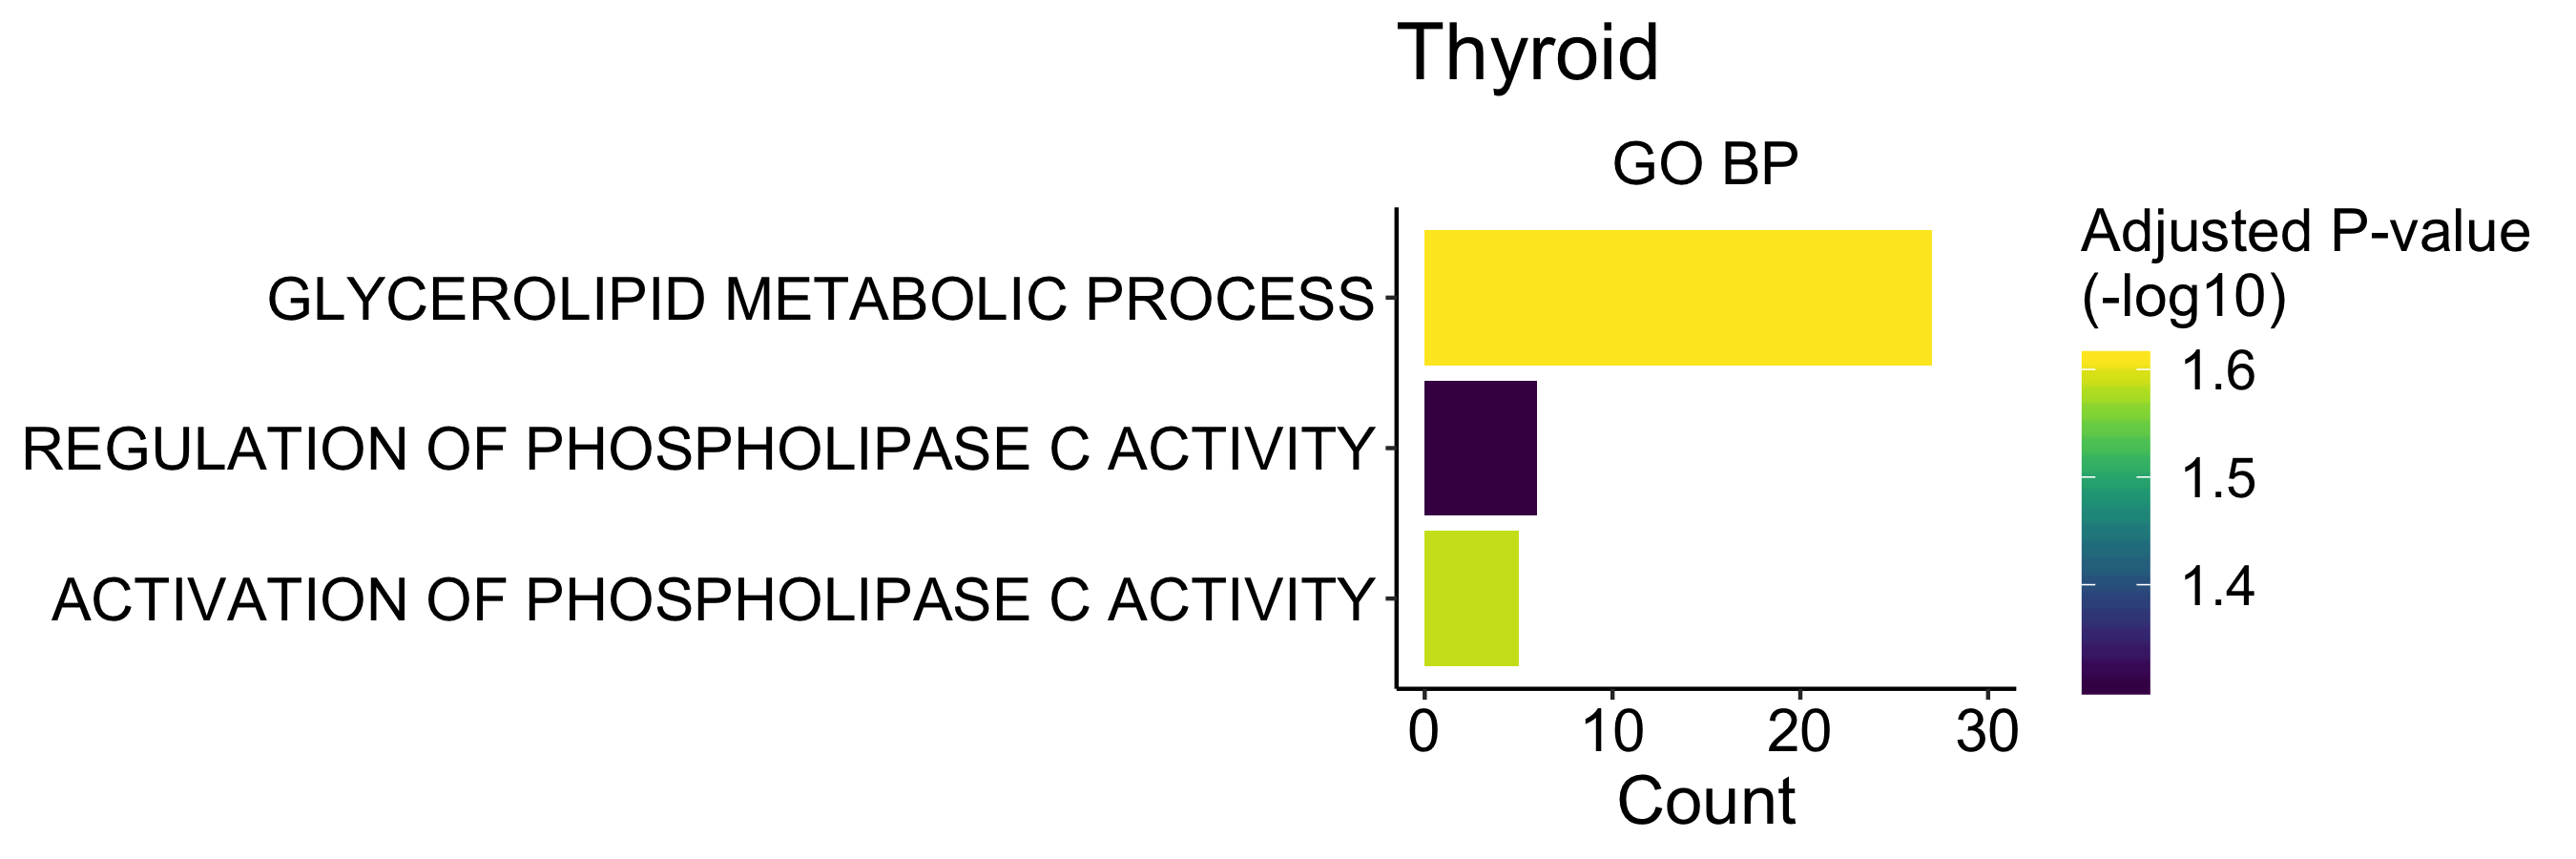 Thyroid
GO BP
GLYCEROLIPID METABOLIC PROCESS
REGULATION OF PHOSPHOLIPASE C ACTIVITY
ACTIVATION OF PHOSPHOLIPASE C ACTIVITY
0 10 20 30
Count
Adjusted P-value
(-log10)
1.6
1.5
1.4